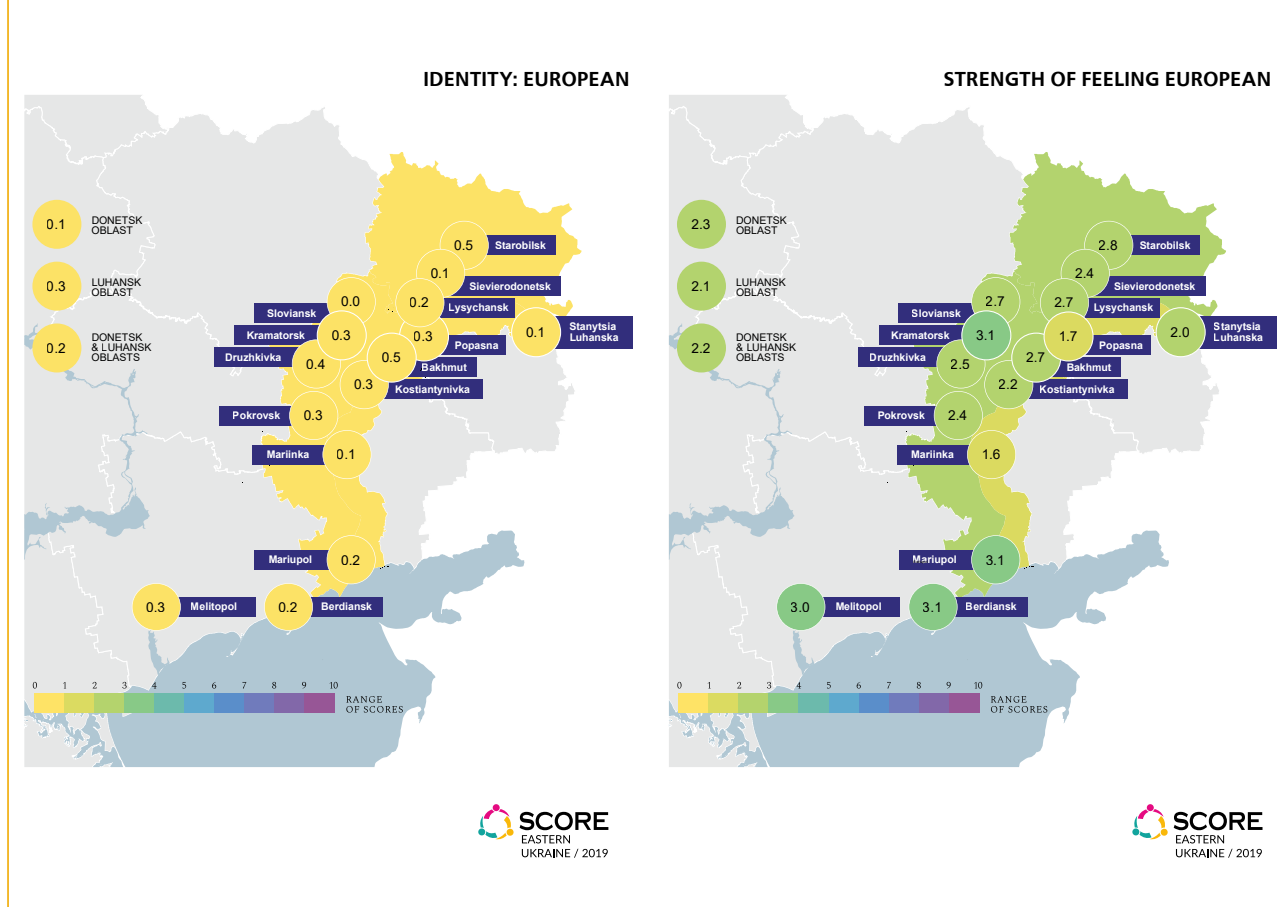 IDENTITY: EUROPEAN
0.1
DONETSK
OBLAST
0.3
LUHANSK
OBLAST
0.2
DONETSK
& LUHANSK
OBLASTS
0.5
Starobilsk
0.1
Sievierodonetsk
0.0
Sloviansk
0.2
Lysychansk
0.1
Stanytsia
Luhanska
Kramatorsk
0.3
0.3
Popasna
Druzhkivka
0.4
0.5
Bakhmut
0.3
Kostiantynivka
Pokrovsk
0.3
Mariinka
0.1
Mariupol
0.2
0.3
Melitopol
0.2
Berdiansk
0 1 2 3 4 5 6 7 8 9 10
RANGE
OF SCORES
SCORE
EASTERN
UKRAINE / 2019
STRENGTH OF FEELING EUROPEAN
2.3
DONETSK
OBLAST
2.1
LUHANSK
OBLAST
2.2
DONETSK
& LUHANSK
OBLASTS
2.8
Starobilsk
2.4
Sievierodonetsk
2.7
Sloviansk
2.7
Lysychansk
2.0
Stanytsia
Luhanska
Kramatorsk
3.1
1.7
Popasna
Druzhkivka
2.5
2.7
Bakhmut
2.2
Kostiantynivka
Pokrovsk
2.4
Mariinka
1.6
Mariupol
3.1
3.0
Melitopol
3.1
Berdiansk
0 1 2 3 4 5 6 7 8 9 10
RANGE
OF SCORES
SCORE
EASTERN
UKRAINE / 2019